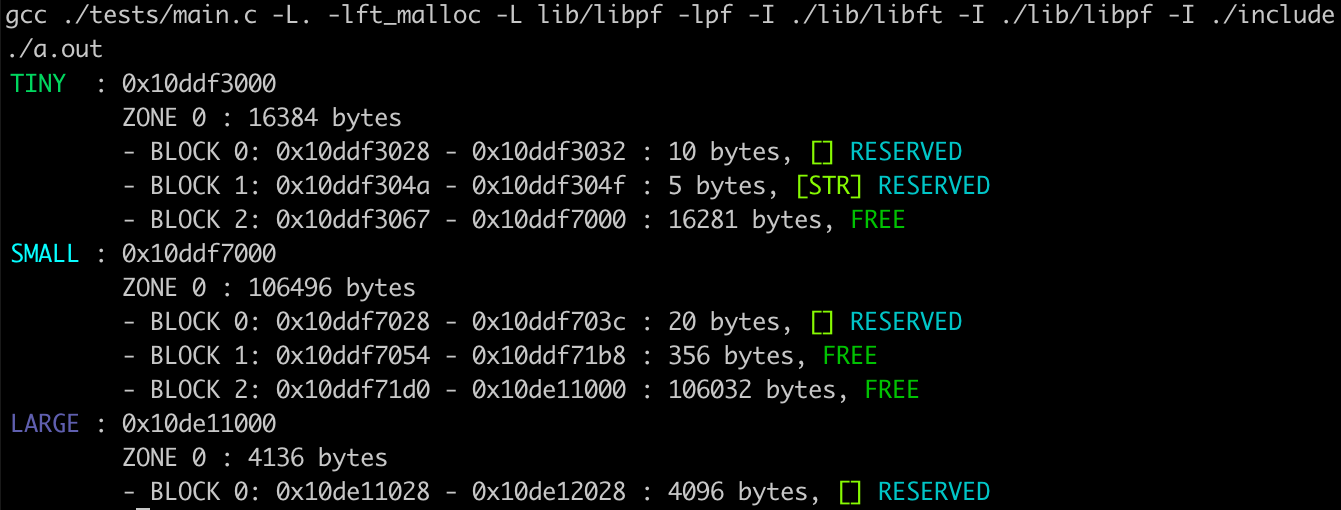 gcc ./tests/main.c -L. -lft_malloc -L lib/libpf -lpf -I ./lib/libft -I ./lib/libpf -I ./include
./a.out
TINY  : 0x10ddf3000
        ZONE 0 : 16384 bytes
        - BLOCK 0: 0x10ddf3028 - 0x10ddf3032 : 10 bytes, [] RESERVED
        - BLOCK 1: 0x10ddf304a - 0x10ddf304f : 5 bytes, [STR] RESERVED
        - BLOCK 2: 0x10ddf3067 - 0x10ddf7000 : 16281 bytes, FREE
SMALL : 0x10ddf7000
        ZONE 0 : 106496 bytes
        - BLOCK 0: 0x10ddf7028 - 0x10ddf703c : 20 bytes, [] RESERVED
        - BLOCK 1: 0x10ddf7054 - 0x10ddf71b8 : 356 bytes, FREE
        - BLOCK 2: 0x10ddf71d0 - 0x10de11000 : 106032 bytes, FREE
LARGE : 0x10de11000
        ZONE 0 : 4136 bytes
        - BLOCK 0: 0x10de11028 - 0x10de12028 : 4096 bytes, [] RESERVED